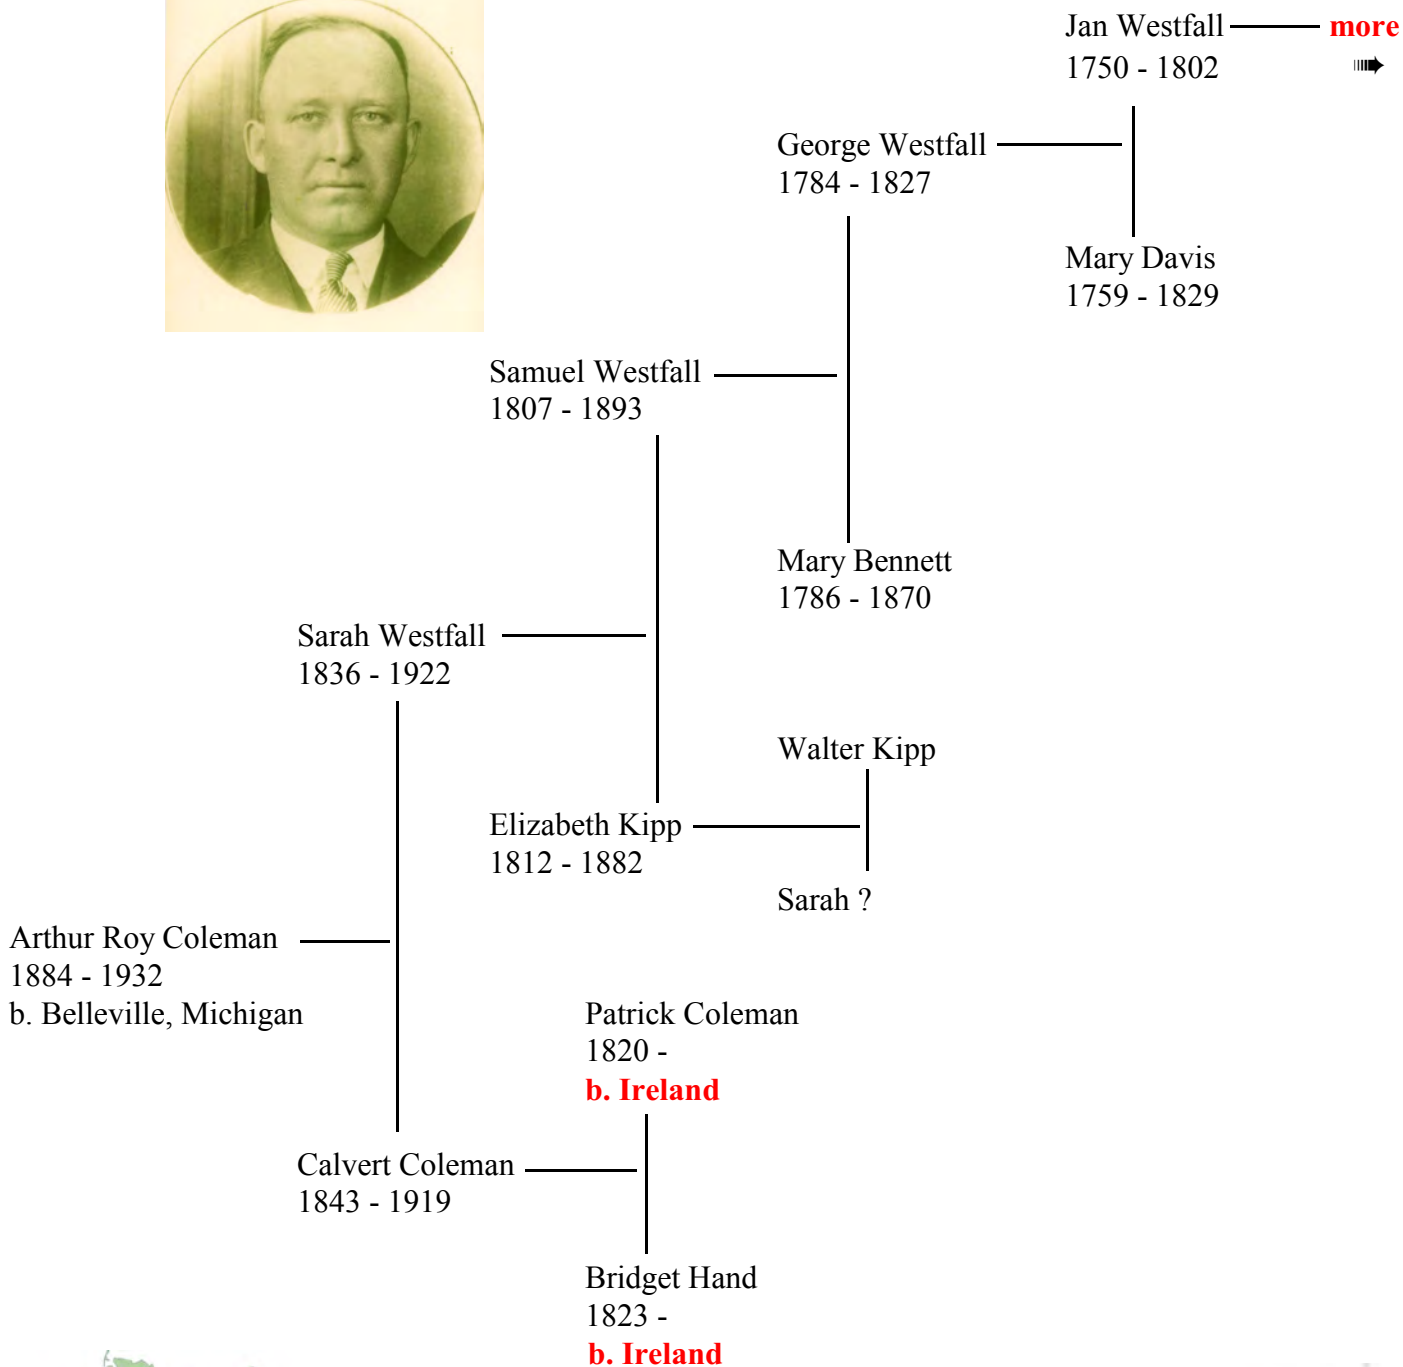 Jan Westfall
more
1750 - 1802
George Westfall
1784 - 1827
Mary Davis
1759 - 1829
Samuel Westfall
1807 - 1893
Mary Bennett
1786 - 1870
Sarah Westfall
1836 - 1922
Walter Kipp
Elizabeth Kipp
1812 - 1882
Sarah ?
Arthur Roy Coleman
1884 - 1932
b. Belleville, Michigan
Patrick Coleman
1820 -
b. Ireland
Calvert Coleman
1843 - 1919
Bridget Hand
1823 -
b. Ireland